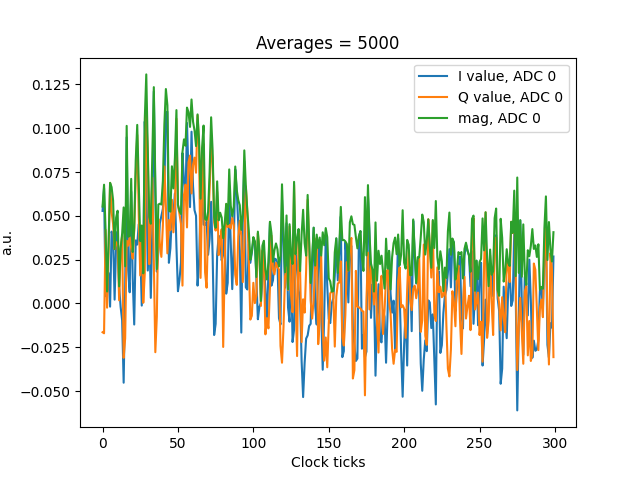 Averages = 5000
I value, ADC 0
Q value, ADC 0
mag, ADC 0
0.125
0.100
0.075
0.050
0.025
0.000
−0.025
−0.050
a.u.
0 50 100 150 200 250 300
Clock ticks